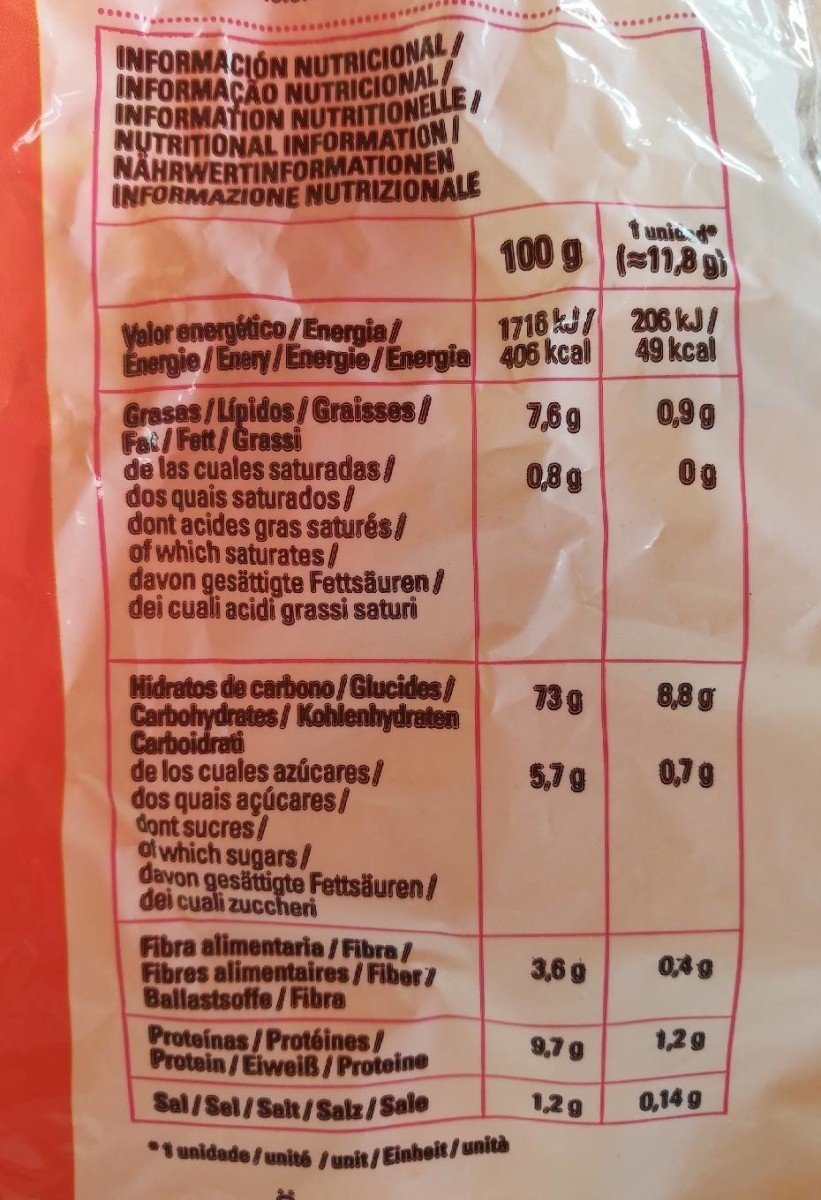 INFORMACIÓN NUTRICIONAL/
INFORMAÇÃO NUTRICIONAL/
INFORMATION NUTRITIONELLE/
NUTRITIONAL INFORMATION/
NÄHRWERTINFORMATIONEN
INFORMAZIONE NUTRIZIONALE
100 g 1 unidad* (≈11,8 g)
Valor energético/Energia/ 1716 kJ/ 206 kJ/
Énergie/Enery/Energie/Energia 406 kcal 49 kcal
Grasas/Lípidos/Graisses/ 7,6 g 0,9 g
Fat/Fett/Grassi
de las cuales saturadas/ 0,8 g 0 g
dos quais saturados/
dont acides gras saturés/
of which saturates/
davon gesättigte Fettsäuren/
dei cuali acidi grassi saturi
Hidratos de carbono/Glucides/ 73 g 8,8 g
Carbohydrates/ Kohlenhydraten
Carboidrati
de los cuales azúcares/ 5,7 g 0,7 g
dos quais açúcares/
dont sucres/
of which sugars/
davon gesättigte Fettsäuren/
dei cuali zuccheri
Fibra alimentaria/Fibra/ 3,6 g 0,4 g
Fibres alimentaires/Fiber/
Ballastsoffe/Fibra
Proteínas/Protéines/ 9,7 g 1,2 g
Protein/Eiweiß/Proteine
Sal/Sel/Salt/Salz/Sale 1,2 g 0,14 g
*1 unidade/unité /unit/Einheit/unità